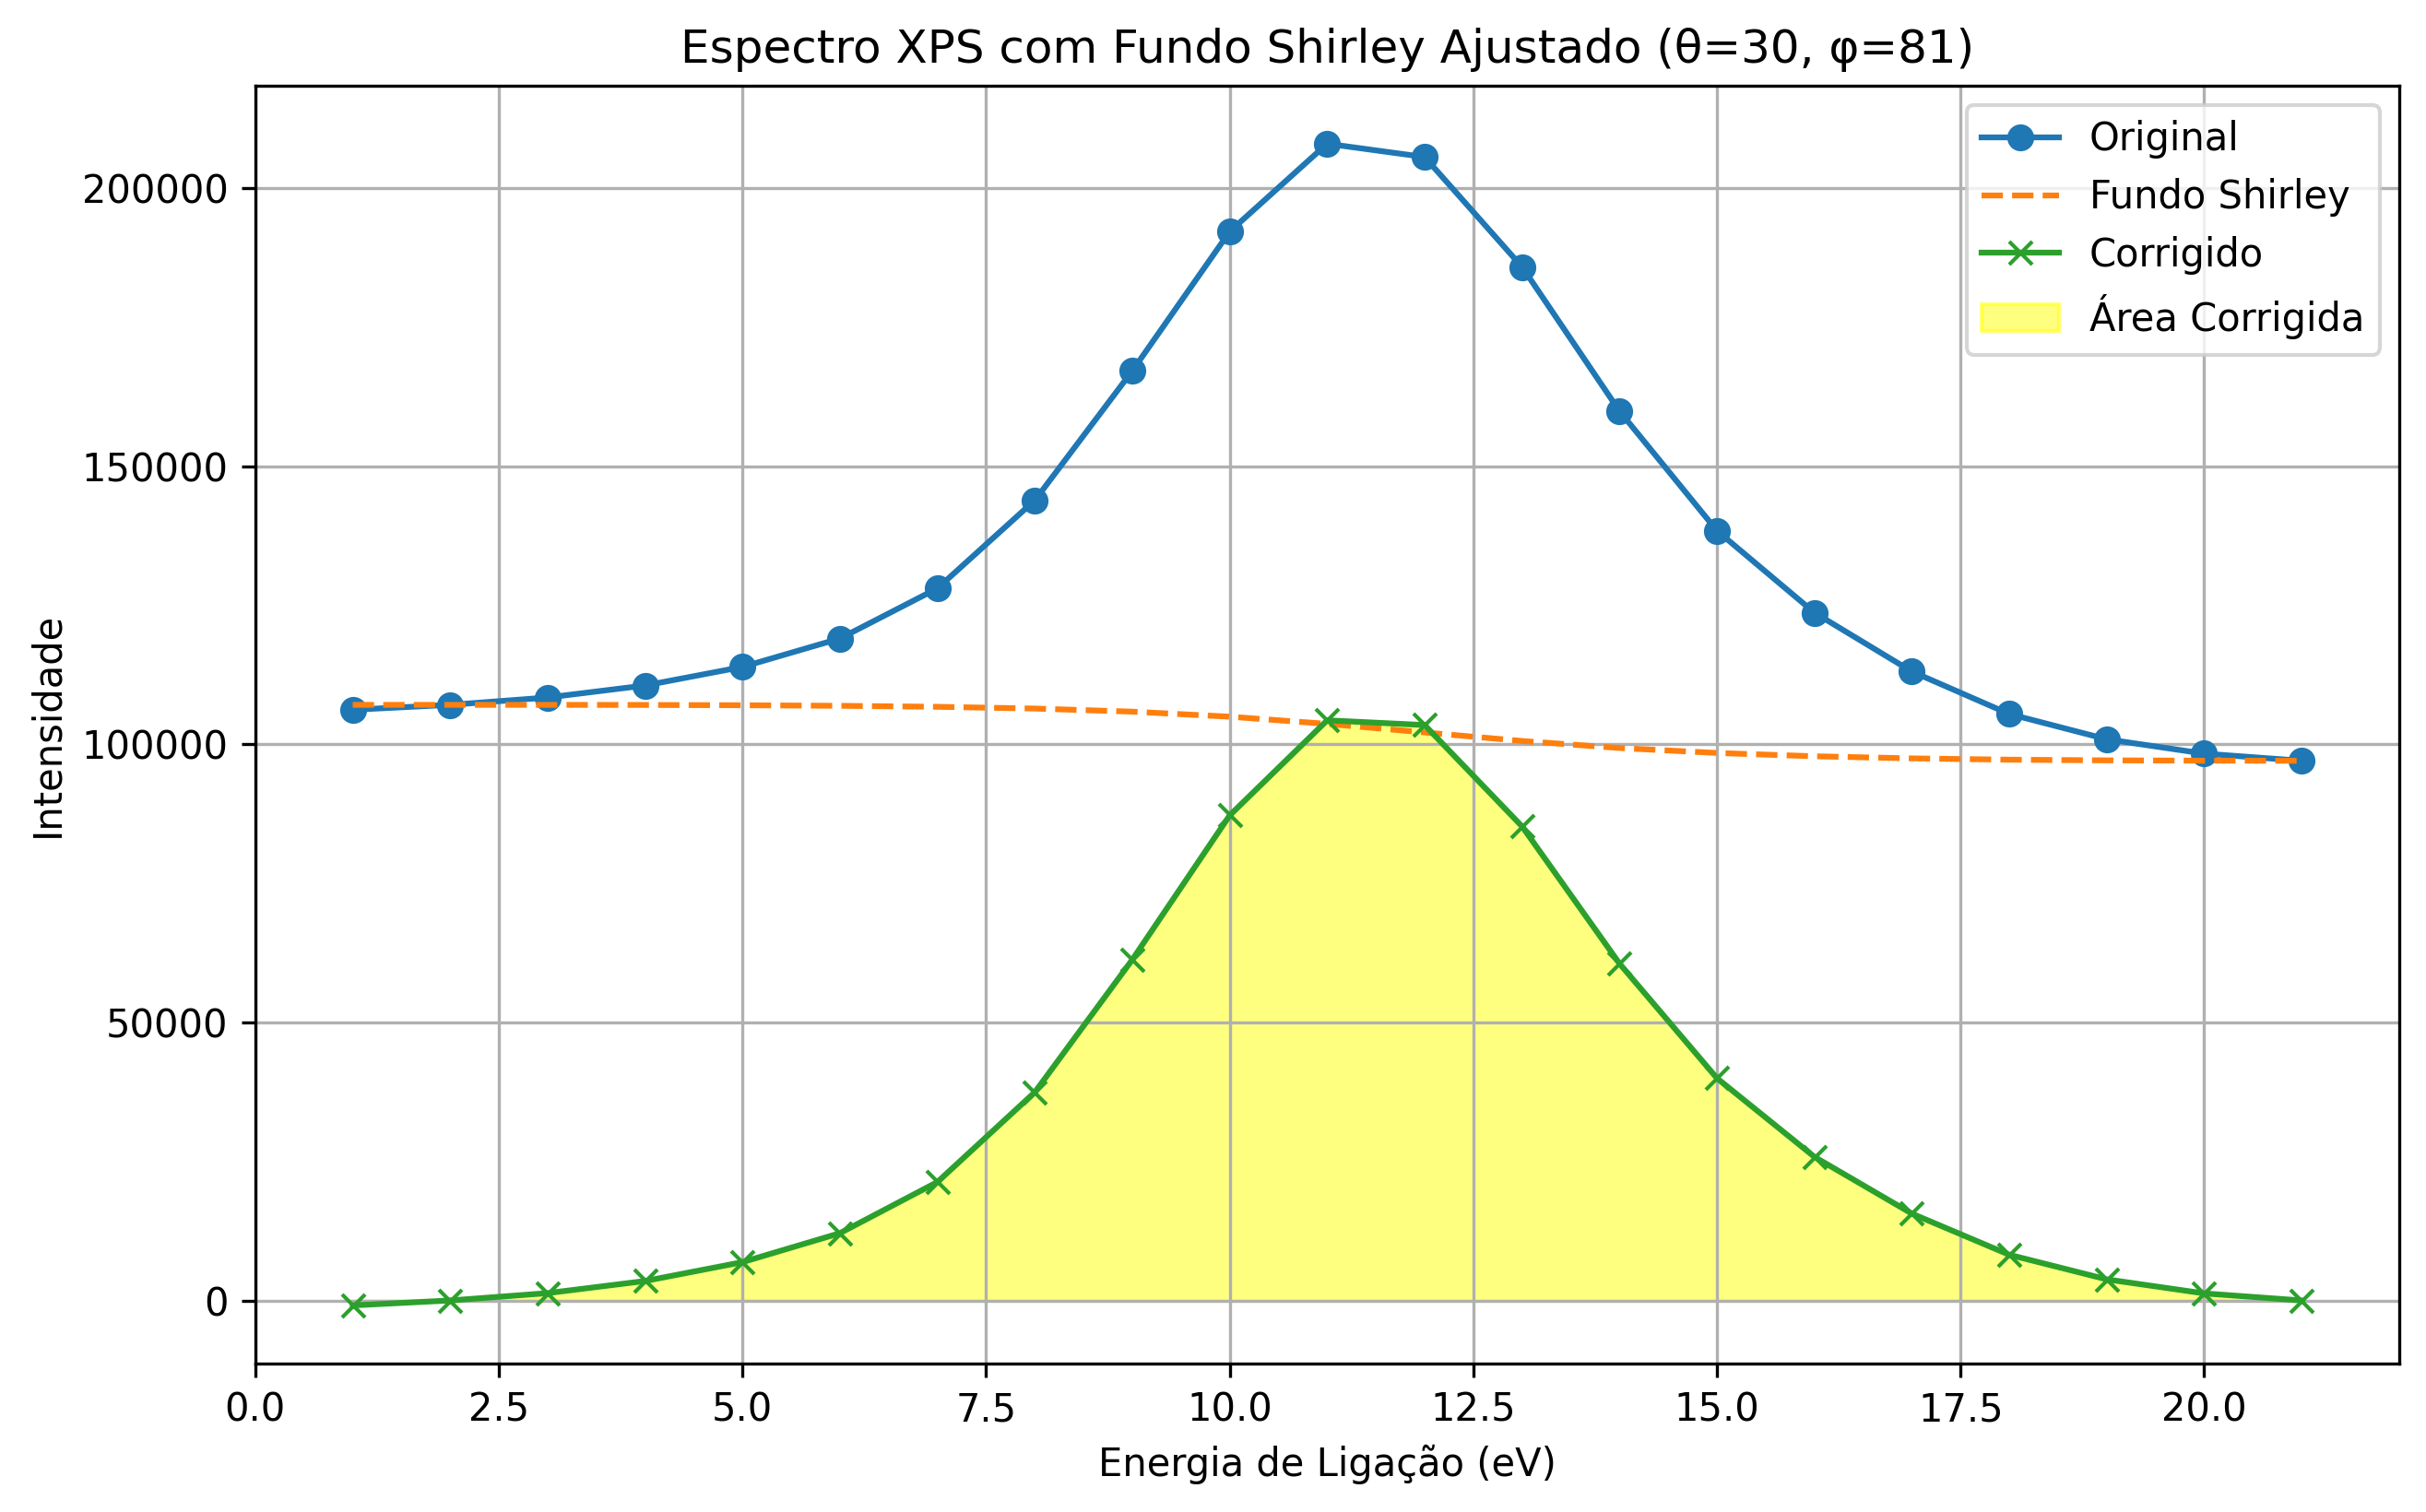 Espectro XPS com Fundo Shirley Ajustado (θ=30, φ=81)
Original
Fundo Shirley
Corrigido
Área Corrigida
Intensidade
200000
150000
100000
50000
0
0.0 2.5 5.0 7.5 10.0 12.5 15.0 17.5 20.0
Energia de Ligação (eV)